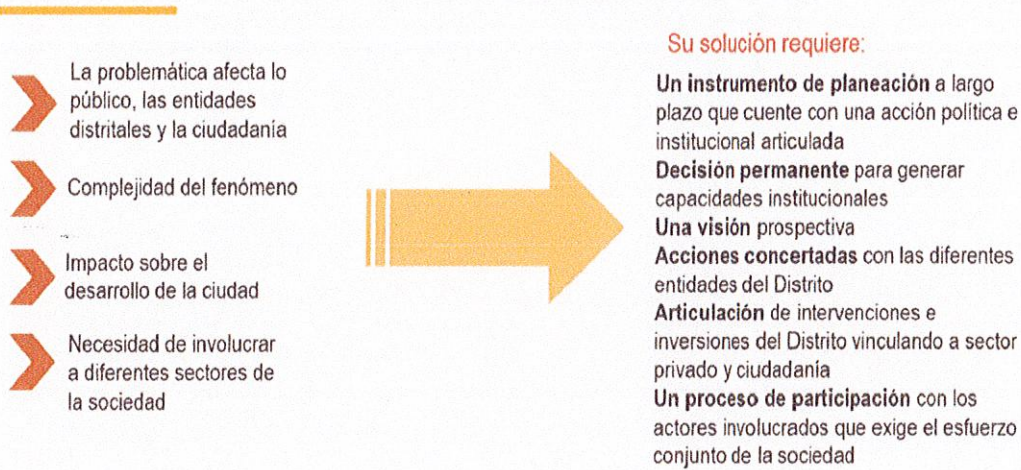 La problemática afecta lo
público, las entidades
distritales y la ciudadanía
Complejidad del fenómeno
Impacto sobre el
desarrollo de la ciudad
Necesidad de involucrar
a diferentes sectores de
la sociedad
Su solución requiere:
Un instrumento de planeación a largo
plazo que cuente con una acción política e
institucional articulada
Decisión permanente para generar
capacidades institucionales
Una visión prospectiva
Acciones concertadas con las diferentes
entidades del Distrito
Articulación de intervenciones e
inversiones del Distrito vinculando a sector
privado y ciudadanía
Un proceso de participación con los
actores involucrados que exige el esfuerzo
conjunto de la sociedad